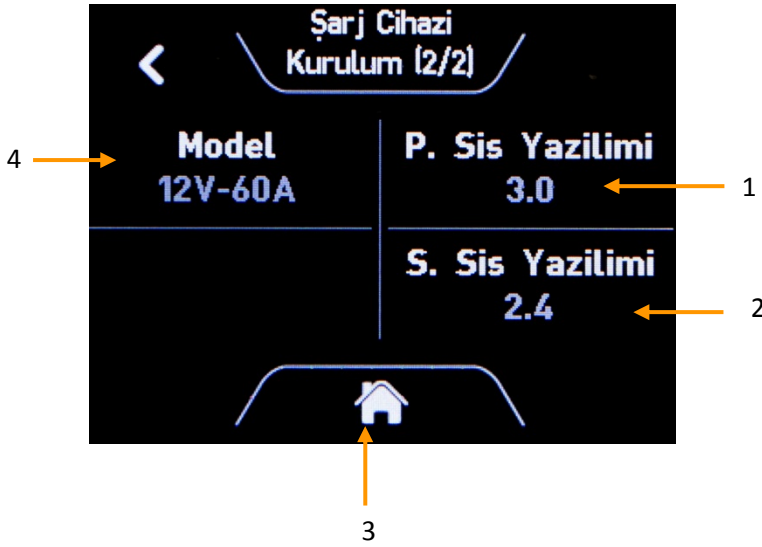 Şarj Cihazi
Kurulum (2/2)
Model
12V-60A
P. Sis Yazilimi
3.0
S. Sis Yazilimi
2.4
4
1
2
3